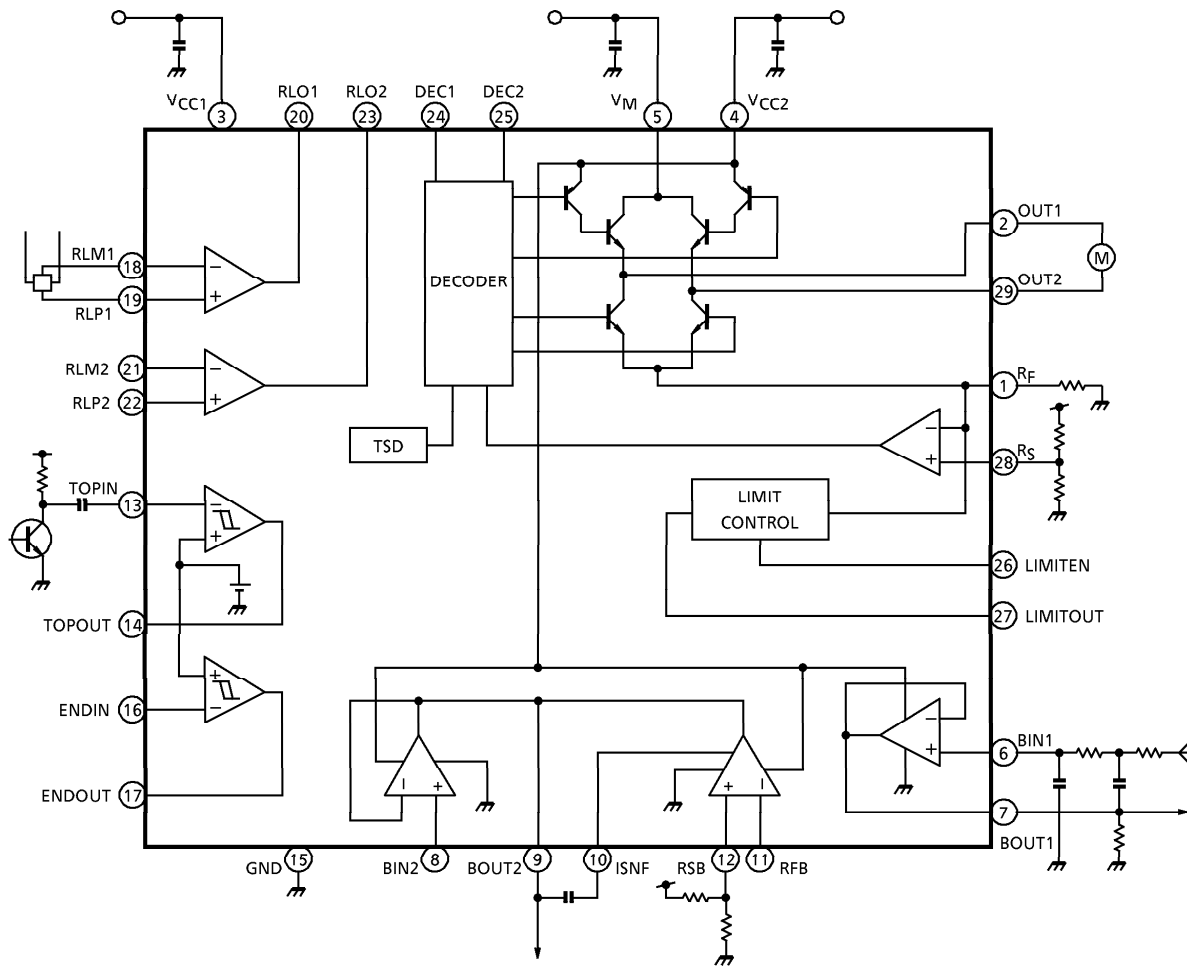 VCC1
RLO1
RLO2
DEC1
DEC2
VM
VCC2
3
20
23
24
25
5
4
OUT1
2
RLM1
18
M
DECODER
OUT2
29
19
RLP1
RLM2
21
RF
1
RLP2
22
TSD
RS
28
TOPIN
13
LIMIT
CONTROL
26
LIMITEN
27
LIMITOUT
TOPOUT
14
ENDIN
16
BIN1
6
ENDOUT
17
7
BOUT1
GND
15
BIN2
8
BOUT2
9
10
ISNF
RSB
12
11
RFB